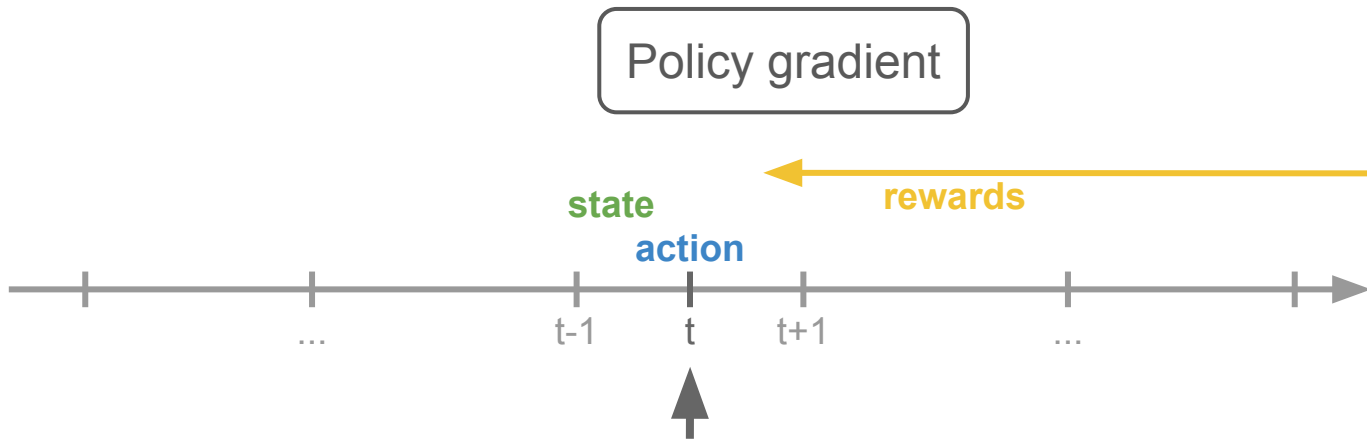 Policy gradient
rewards
state
action
... t-1 t t+1 ...